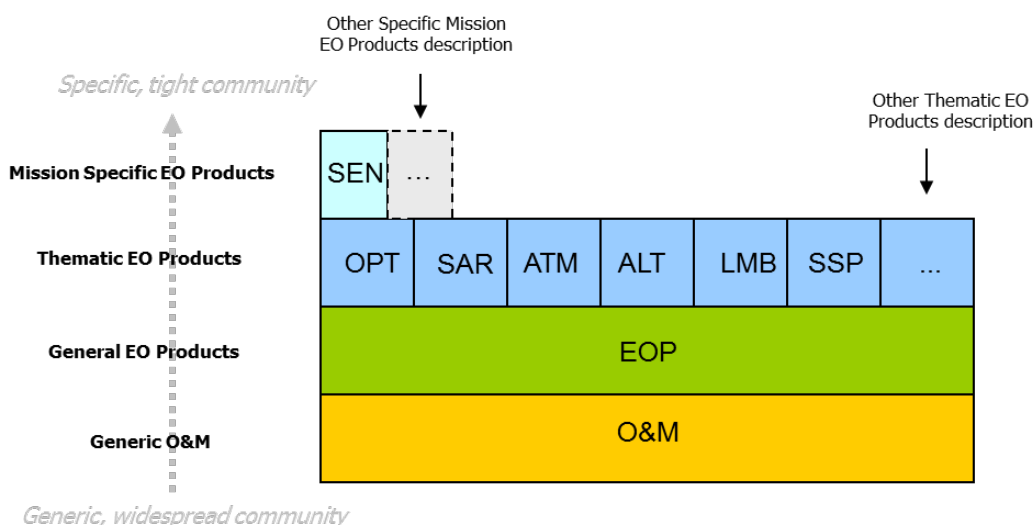 Other Specific Mission
EO Products description
Specific, tight community
Other Thematic EO
Products description
Mission Specific EO Products
SEN
...
Thematic EO Products
OPT
SAR
ATM
ALT
LMB
SSP
...
General EO Products
EOP
Generic O&M
O&M
Generic, widespread community